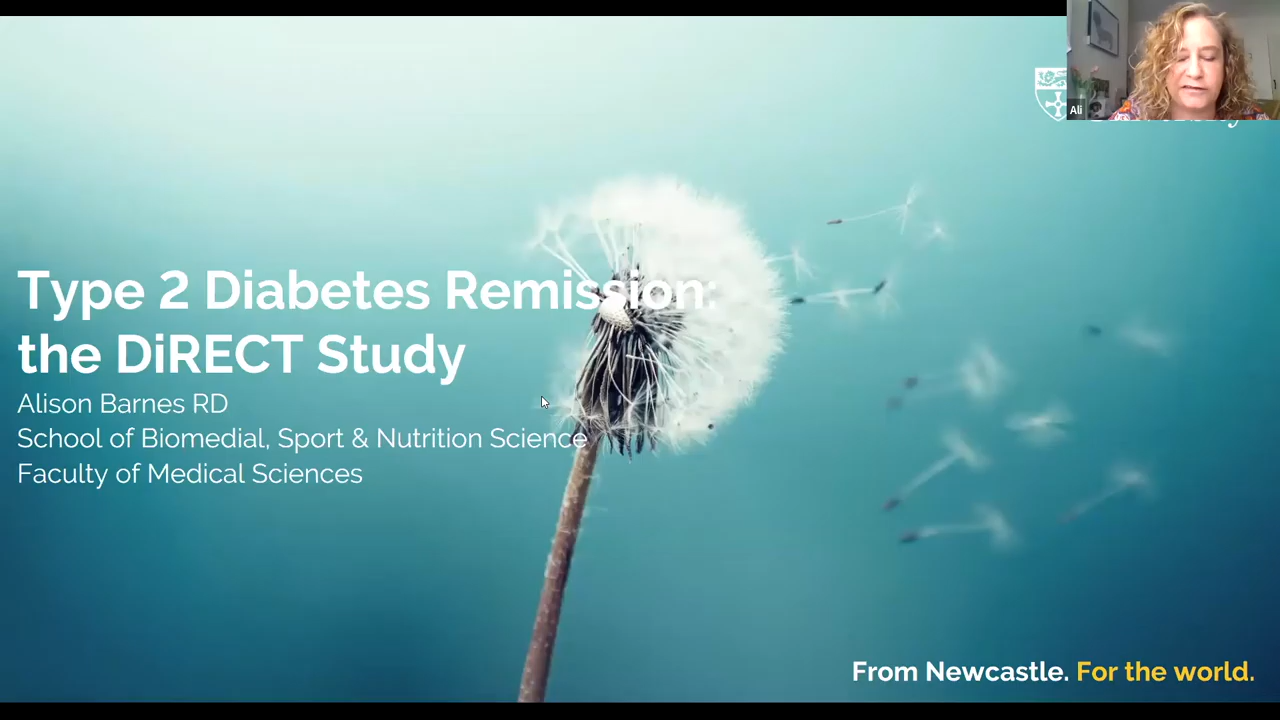 Ali
Type 2 Diabetes Remission:
the DiRECT Study
Alison Barnes RD
School of Biomedial, Sport & Nutrition Science
Faculty of Medical Sciences
From Newcastle. For the world.